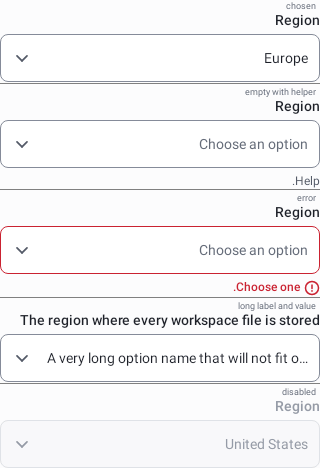 chosen
Region
Europe
empty with helper
Region
Choose an option
.Help
error
Region
Choose an option
.Choose one
long label and value
The region where every workspace file is stored
A very long option name that will not fit o…
disabled
Region
United States